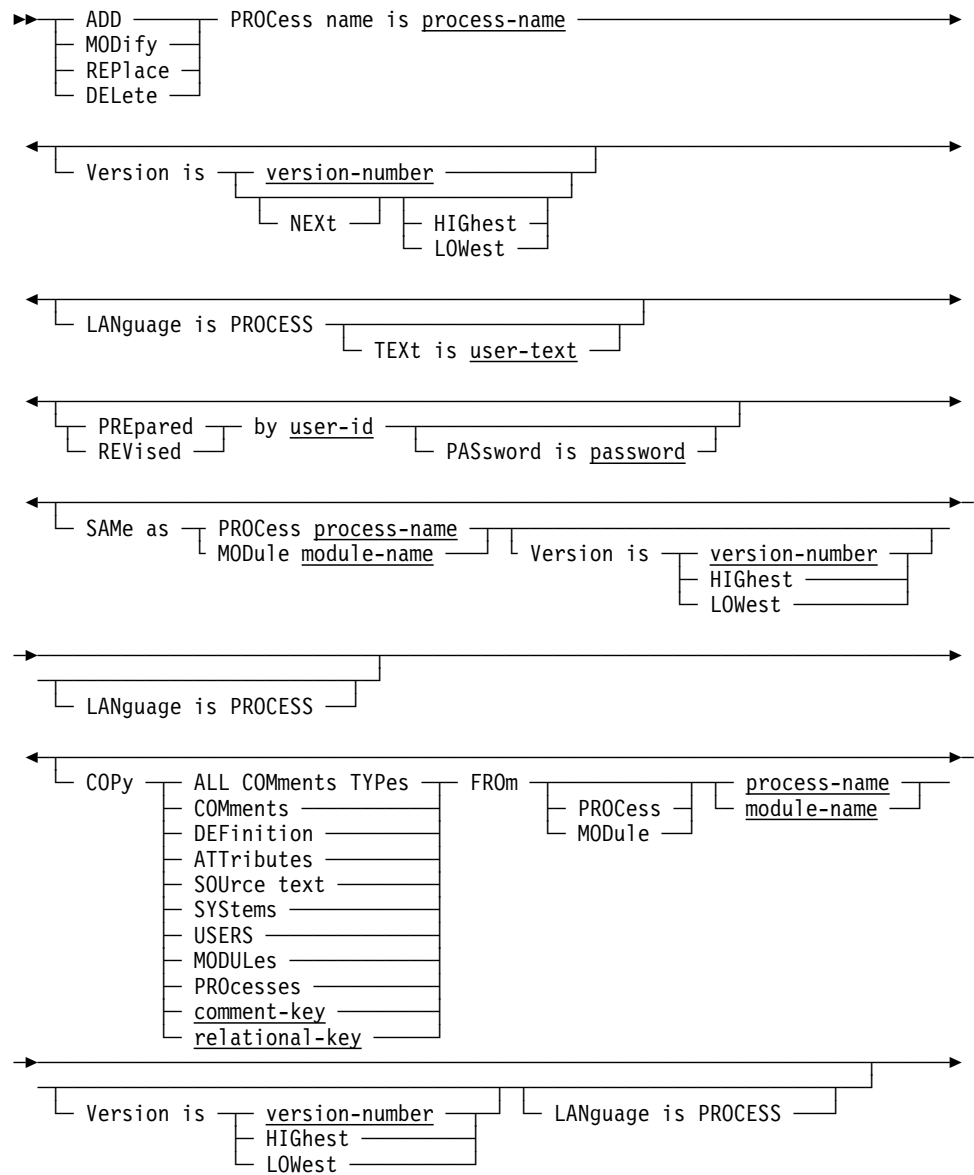 ADD PROCess name is process-name
MODify
REPlace
DELete
Version is version-number
NEXt HIGhest
LOWest
LANguage is PROCESS
TEXt is user-text
PREpared by user-id
REVised PASsword is password
SAMe as PROCess process-name
MODule module-name Version is version-number
HIGhest
LOWest
LANguage is PROCESS
COPy ALL COMments TYPes FROm process-name
COMments PROCess module-name
DEFinition MODule
ATTributes
SOUrce text
SYStems
USERS
MODULes
PROcesses
comment-key
relational-key
Version is version-number LANguage is PROCESS
HIGhest
LOWest